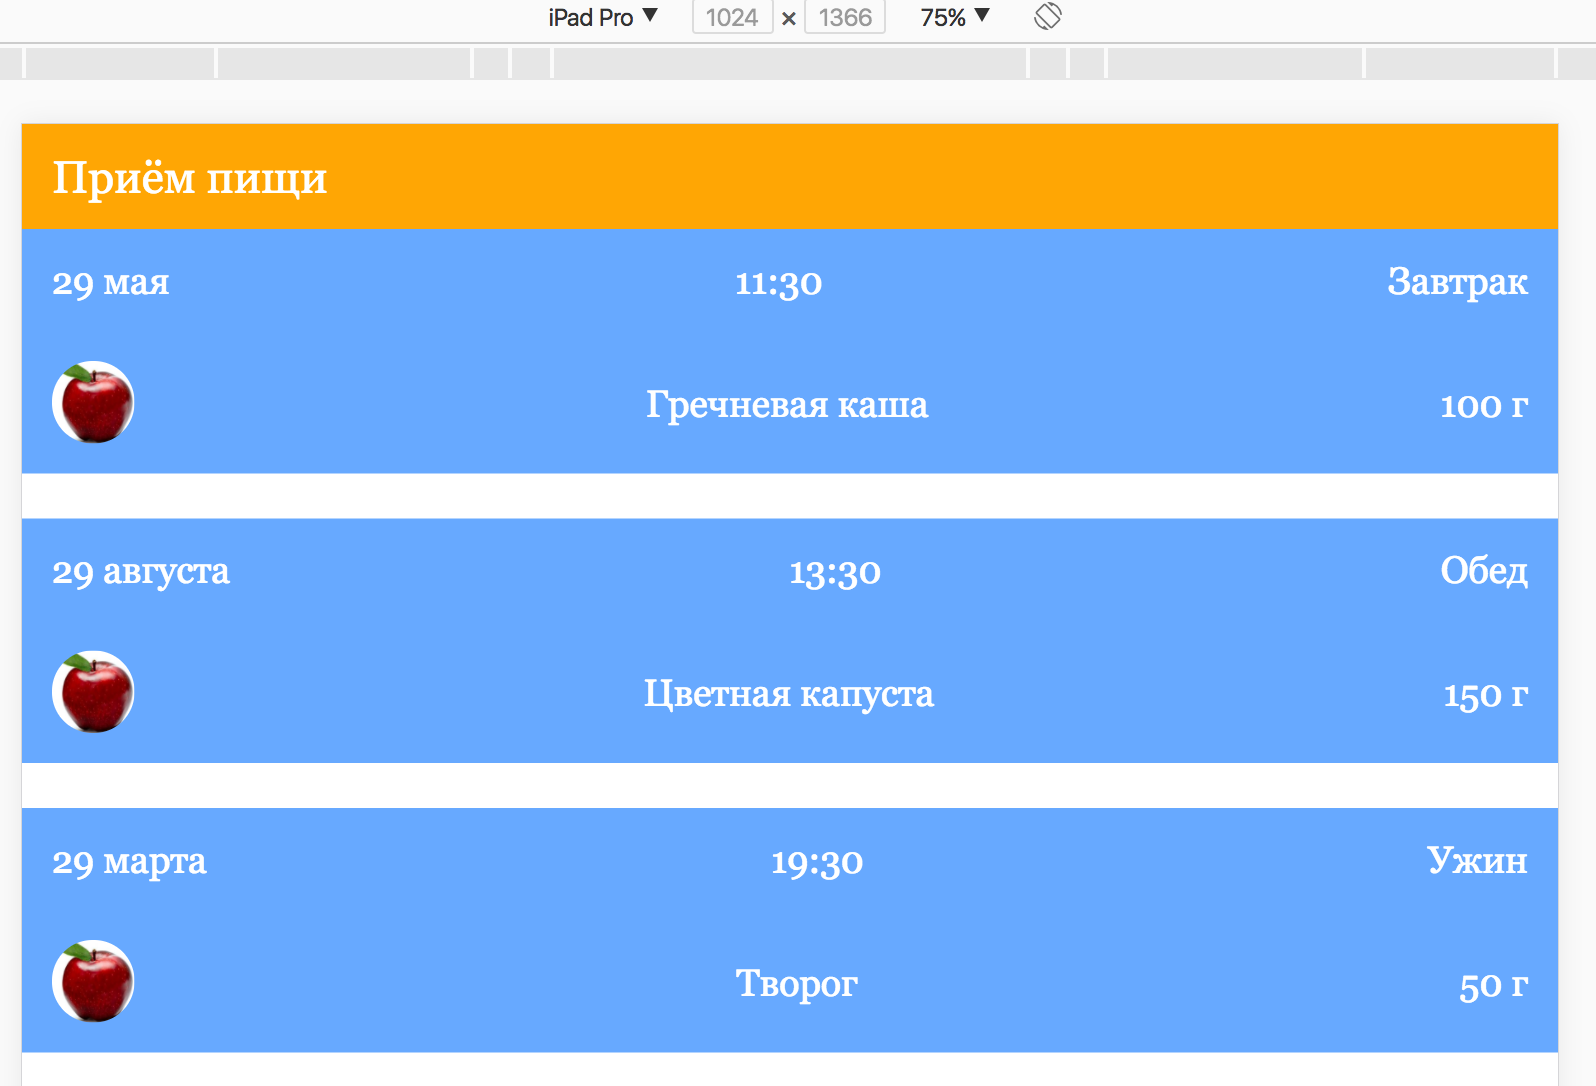 iPad Pro ▼ 1024 × 1366 75% ▼
Приём пищи
29 мая 11:30 Завтрак
Гречневая каша 100 г
29 августа 13:30 Обед
Цветная капуста 150 г
29 марта 19:30 Ужин
Творог 50 г